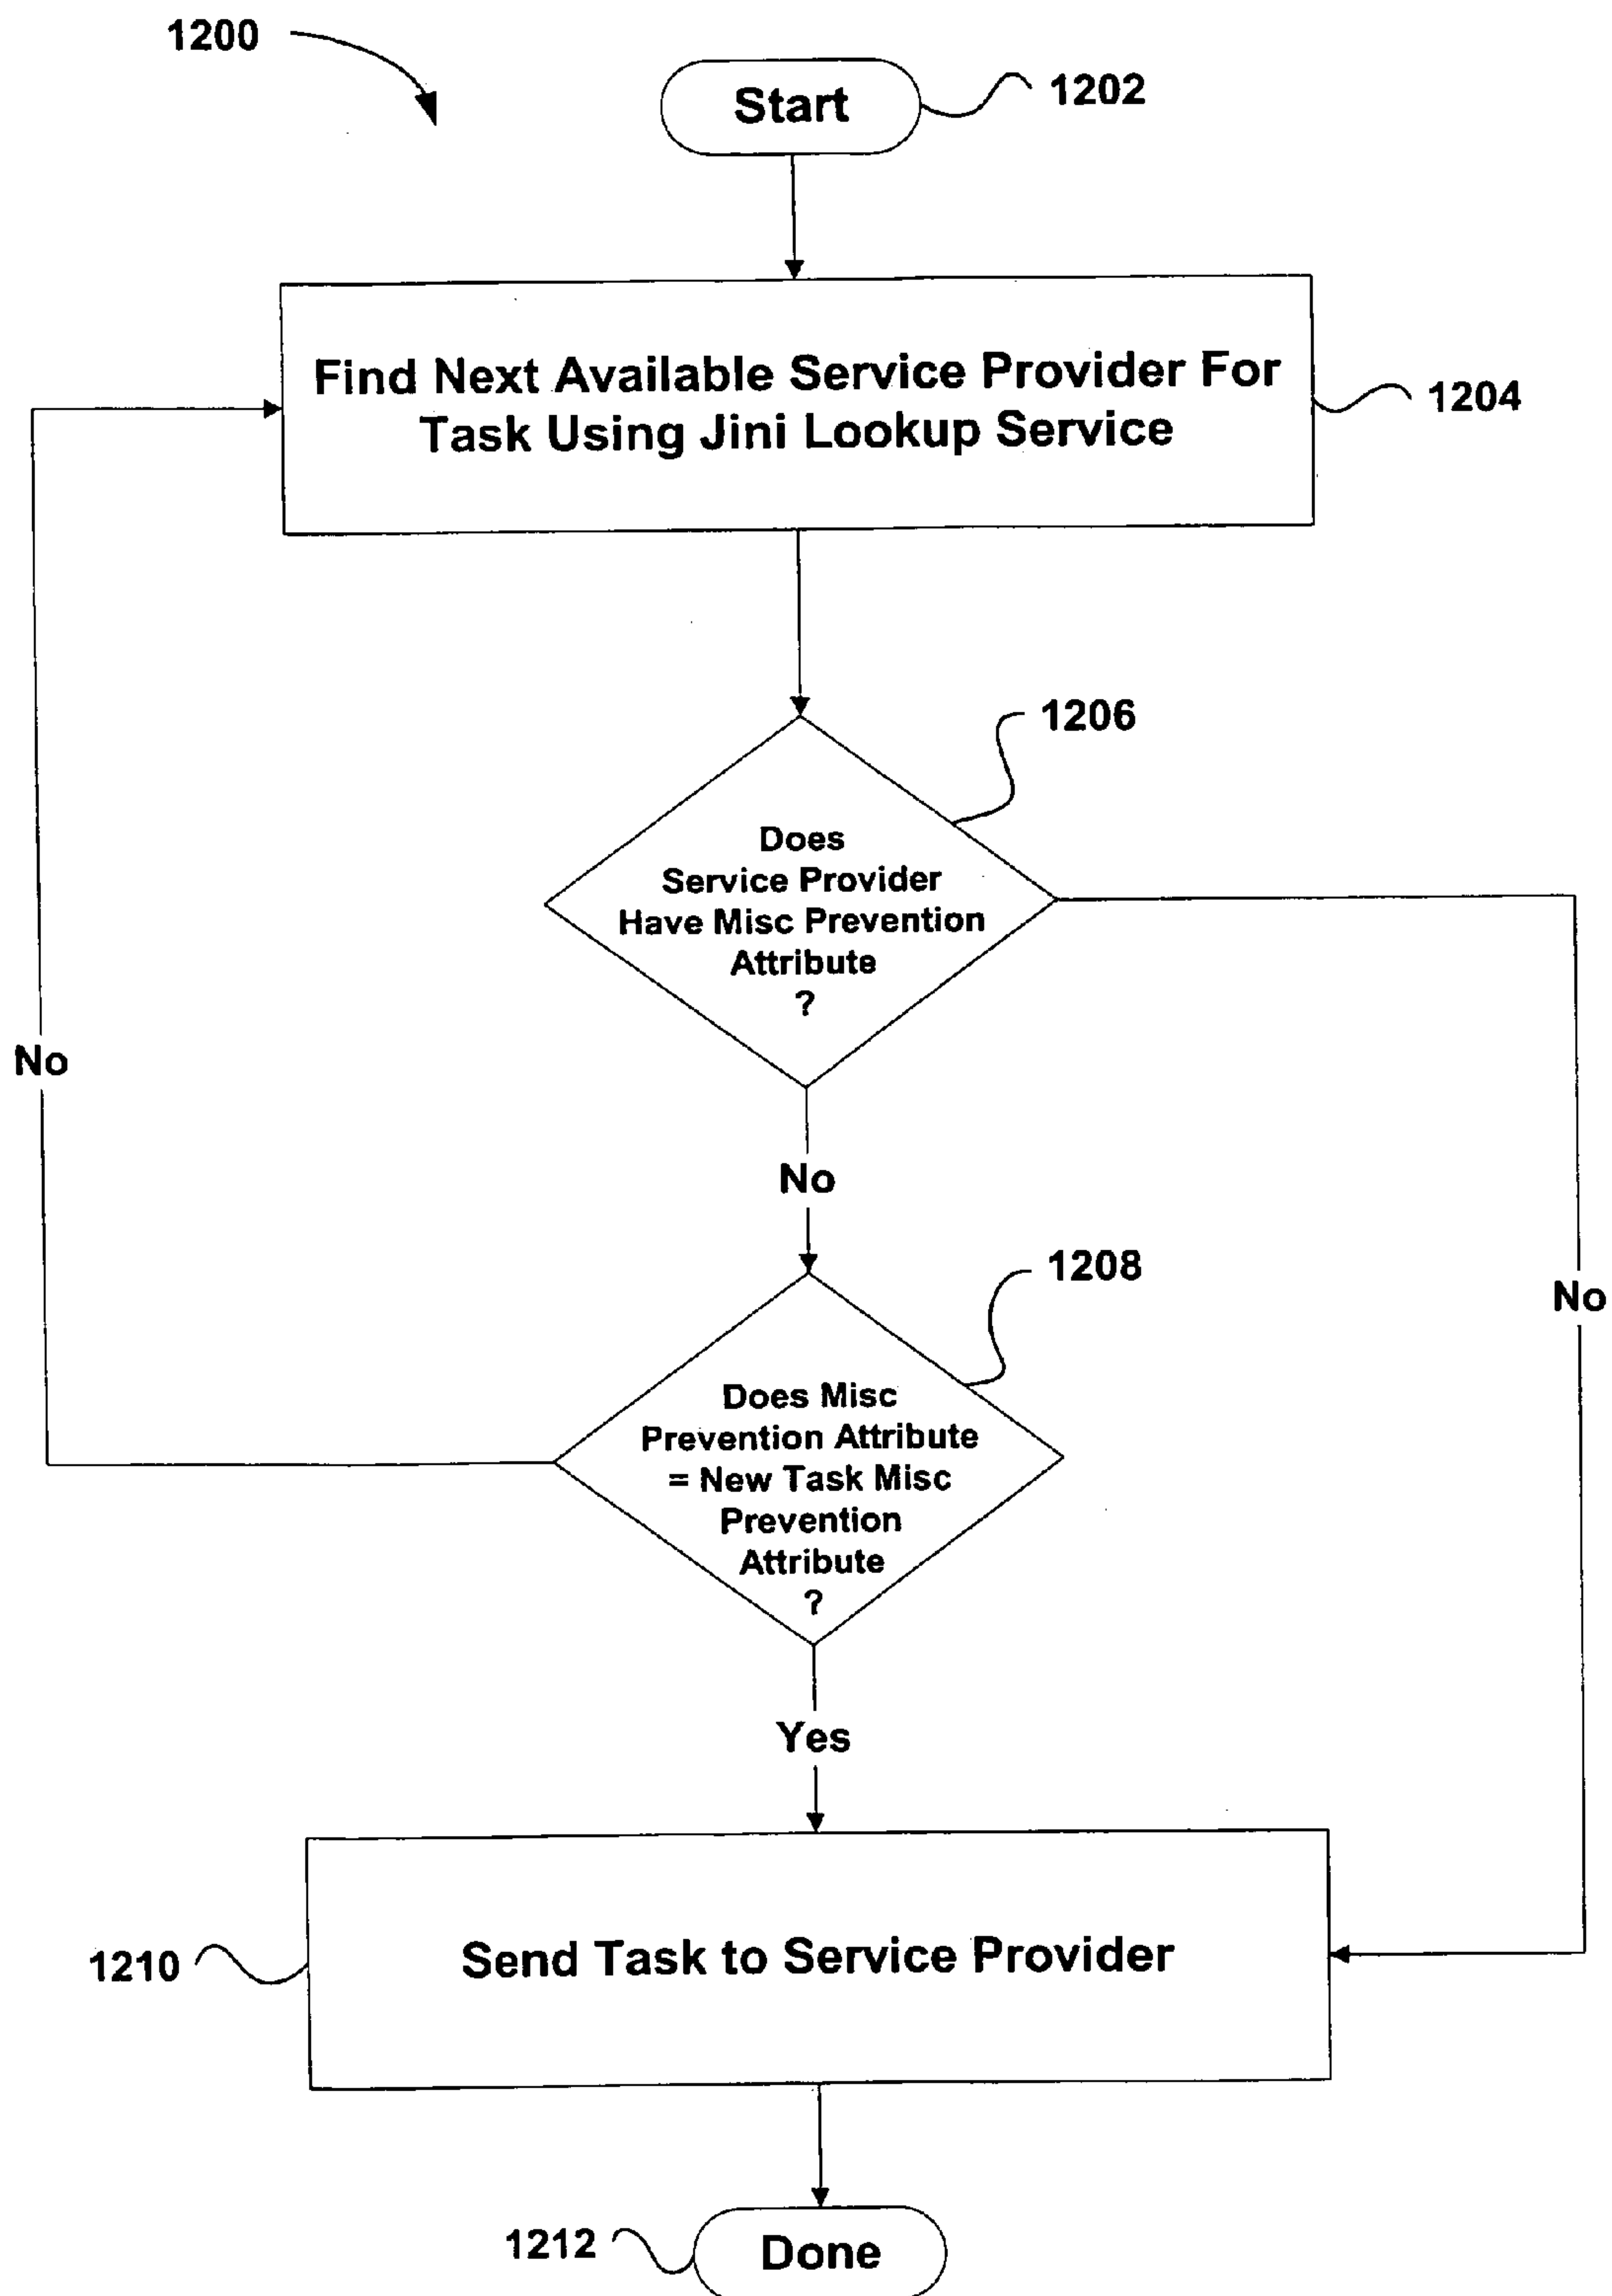 1200
Start
1202
Find Next Available Service Provider For
Task Using Jini Lookup Service
1204
1206
Does
Service Provider
Have Misc Prevention
Attribute
?
No
No
1208
No
Does Misc
Prevention Attribute
= New Task Misc
Prevention
Attribute
?
Yes
Send Task to Service Provider
1210
1212
Done